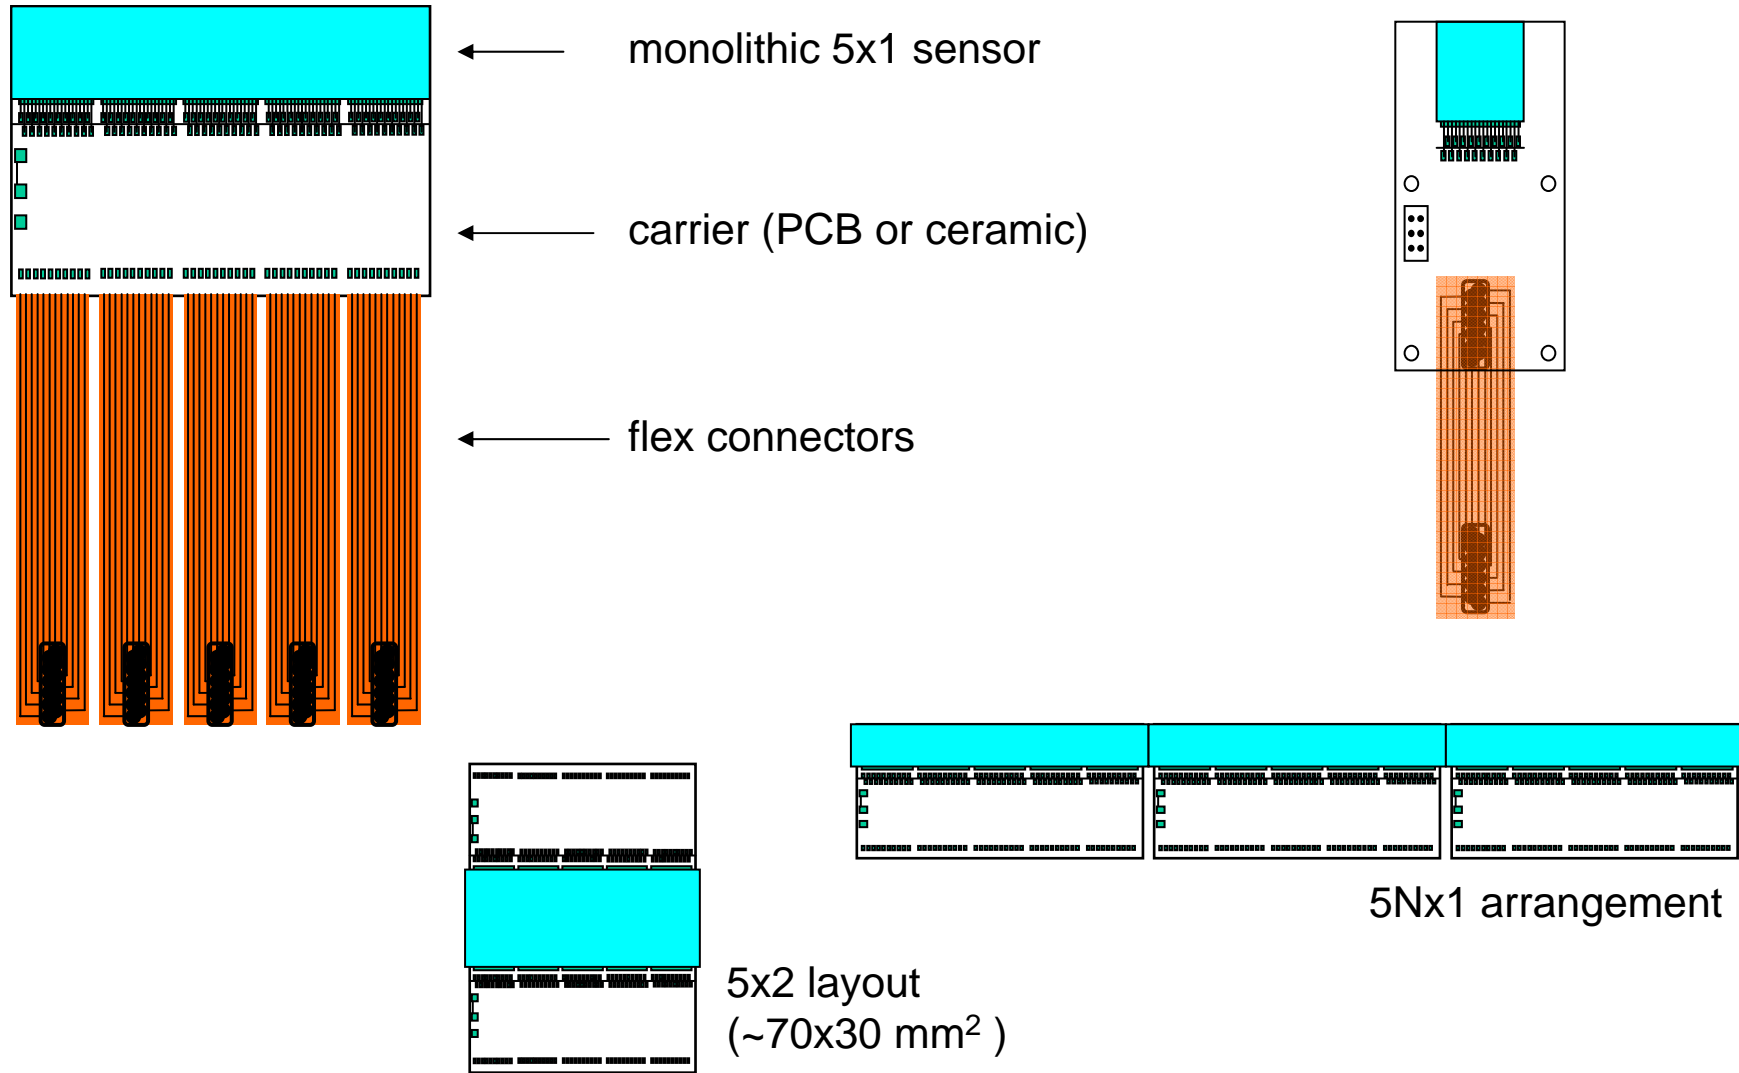 monolithic 5x1 sensor
carrier (PCB or ceramic)
flex connectors
5Nx1 arrangement
5x2 layout
(~70x30 mm² )